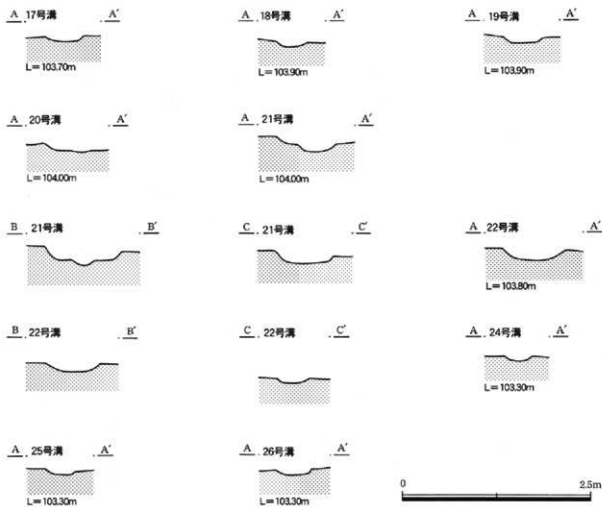 A 17号溝 A′
L=103.70m
A 18号溝 A′
L=103.90m
A 19号溝 A′
L=103.90m
A 20号溝 A′
L=104.00m
A 21号溝 A′
L=104.00m
B 21号溝 B′
C 21号溝 C′
A 22号溝 A′
L=103.80m
B 22号溝 B′
C 22号溝 C′
A 24号溝 A′
L=103.30m
A 25号溝 A′
L=103.30m
A 26号溝 A′
L=103.30m
0 2.5m